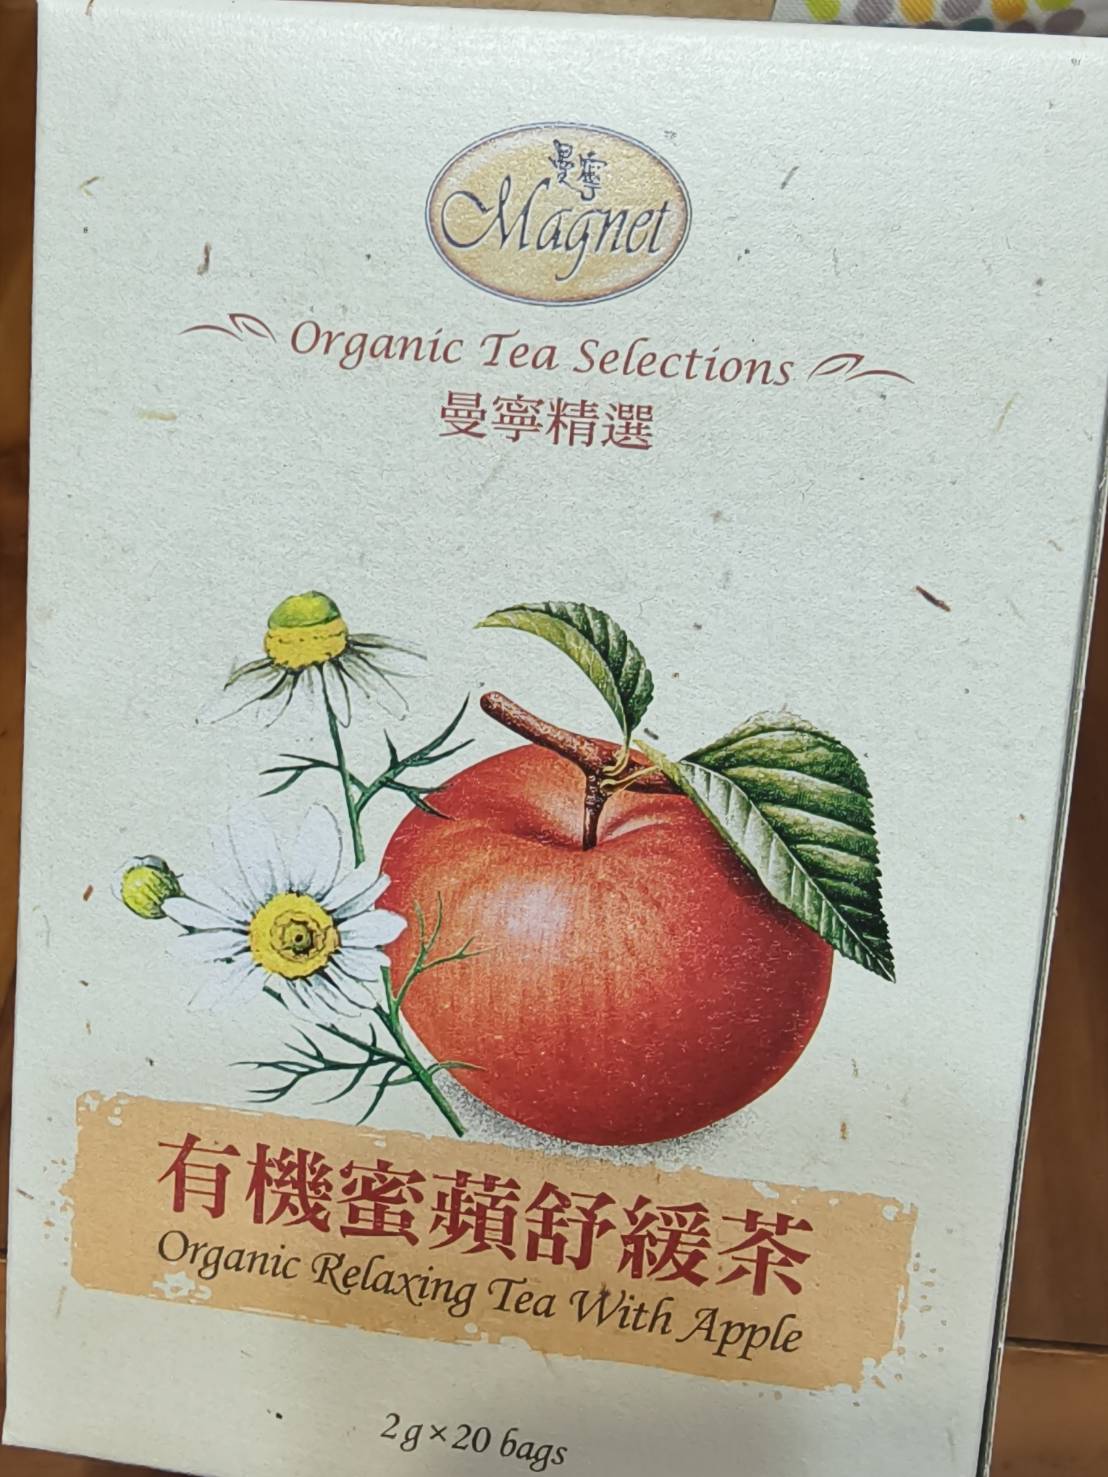 曼寧
Magnet
Organic Tea Selections
曼寧精選
有機蜜蘋舒緩茶
Organic Relaxing Tea With Apple
2g×20 bags